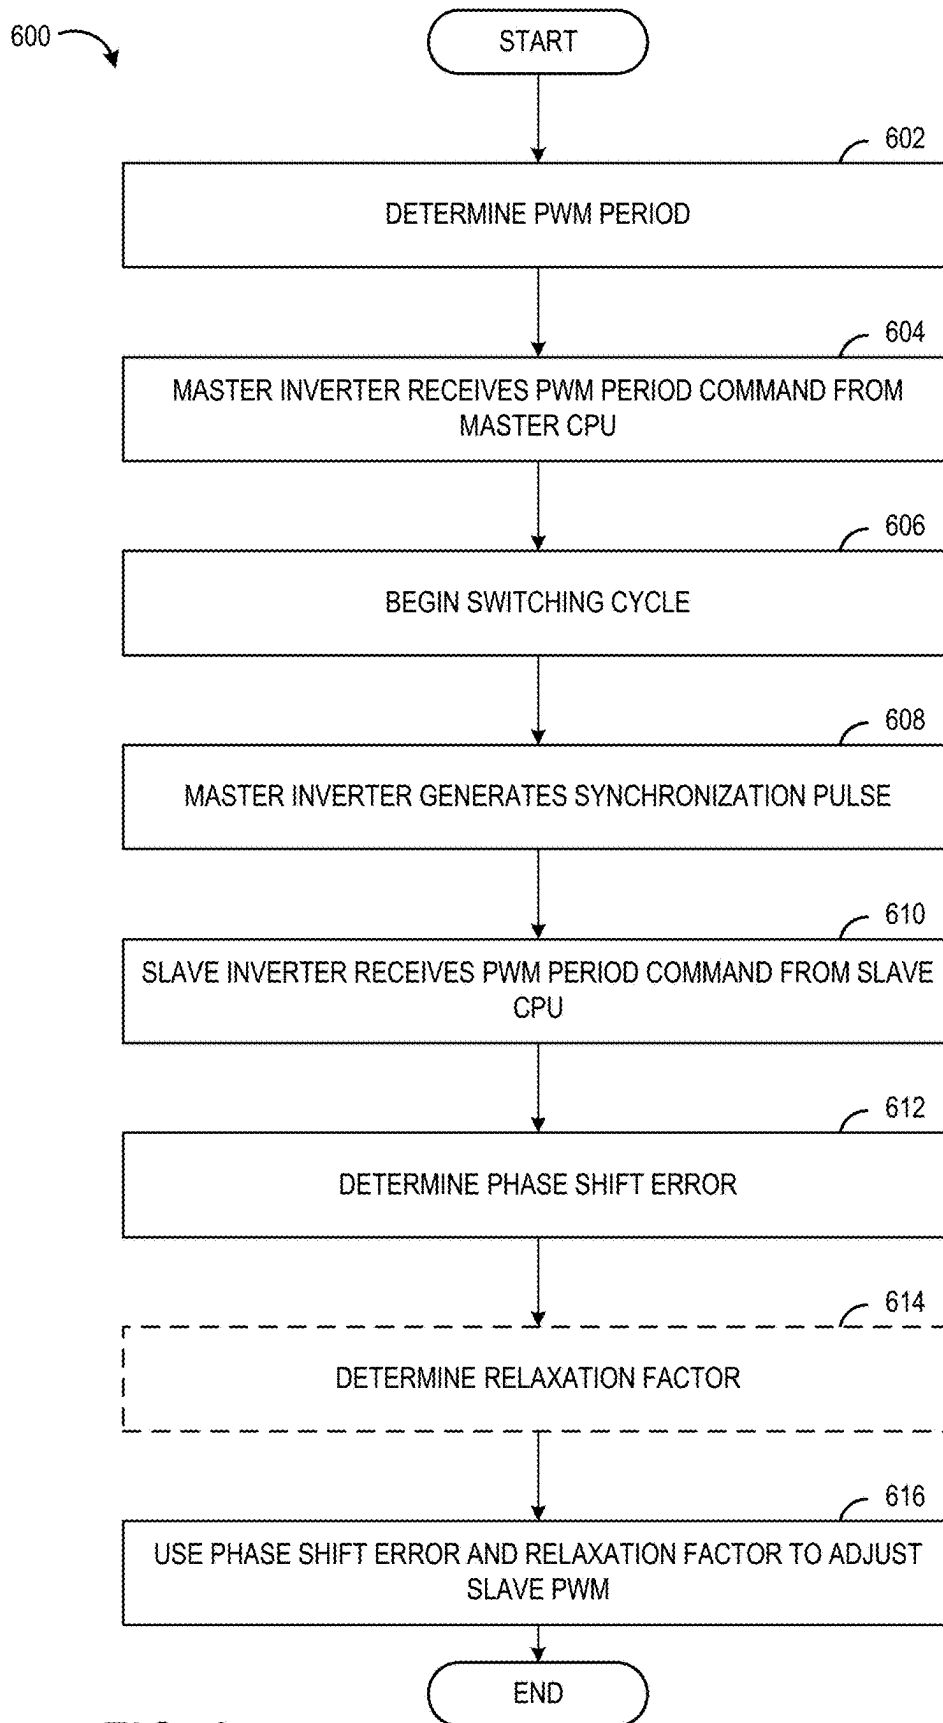 600
START
602
DETERMINE PWM PERIOD
604
MASTER INVERTER RECEIVES PWM PERIOD COMMAND FROM
MASTER CPU
606
BEGIN SWITCHING CYCLE
608
MASTER INVERTER GENERATES SYNCHRONIZATION PULSE
610
SLAVE INVERTER RECEIVES PWM PERIOD COMMAND FROM SLAVE
CPU
612
DETERMINE PHASE SHIFT ERROR
614
DETERMINE RELAXATION FACTOR
616
USE PHASE SHIFT ERROR AND RELAXATION FACTOR TO ADJUST
SLAVE PWM
END